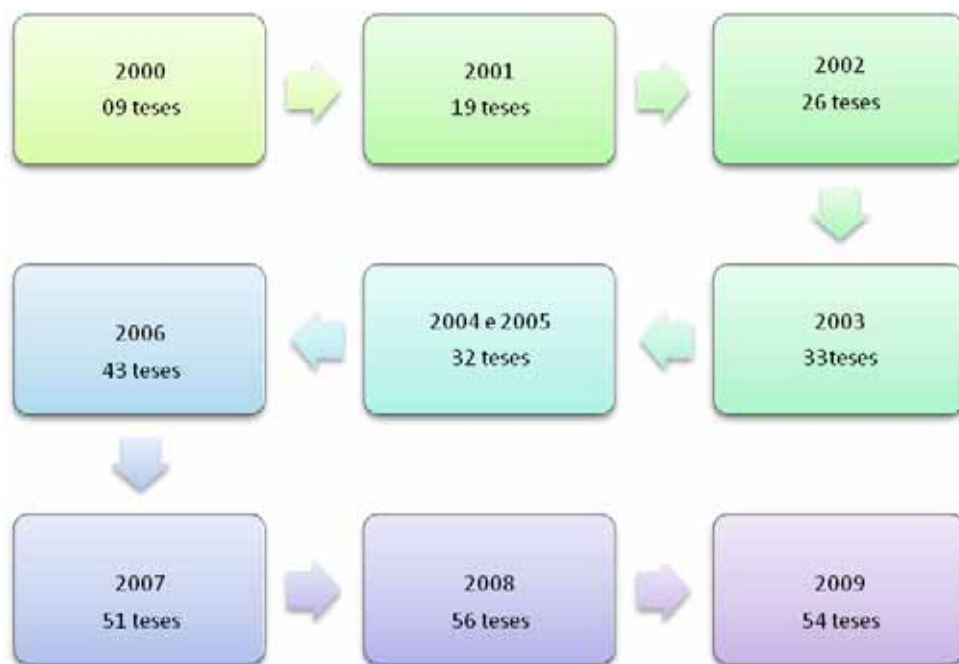 2000
09 teses
2001
19 teses
2002
26 teses
2003
33teses
2004 e 2005
32 teses
2006
43 teses
2007
51 teses
2008
56 teses
2009
54 teses